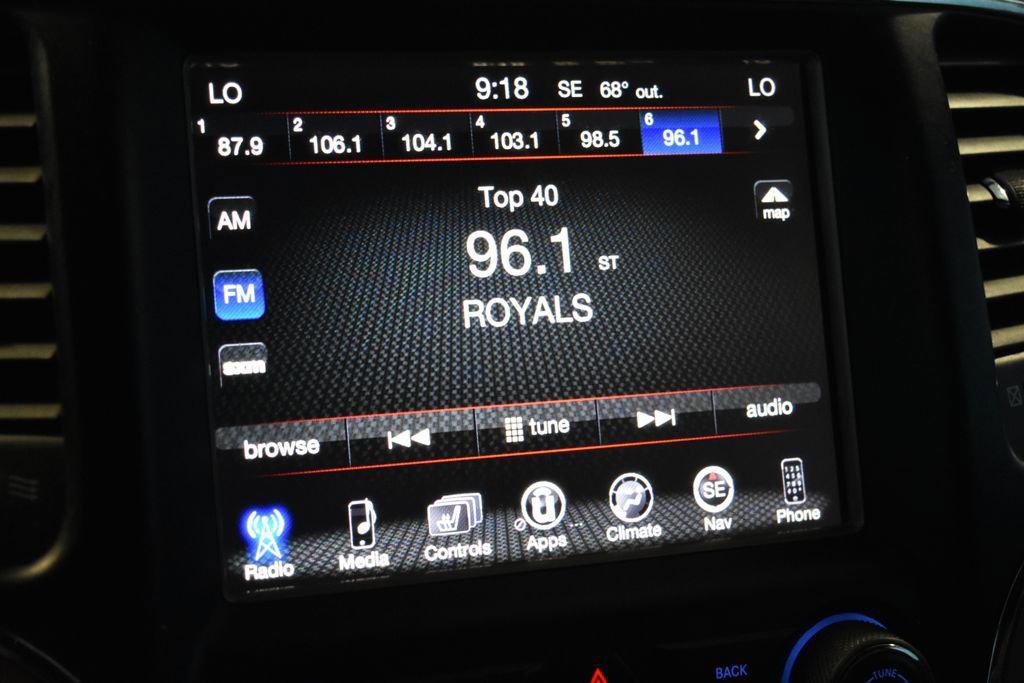 LO 9:18 SE 68° out. LO
1 87.9 2 106.1 3 104.1 4 103.1 5 98.5 6 96.1
Top 40
map
AM
96.1 ST
FM
ROYALS
sxm
browse tune audio
Radio Media Controls Apps Climate SE Nav Phone
BACK TUNE